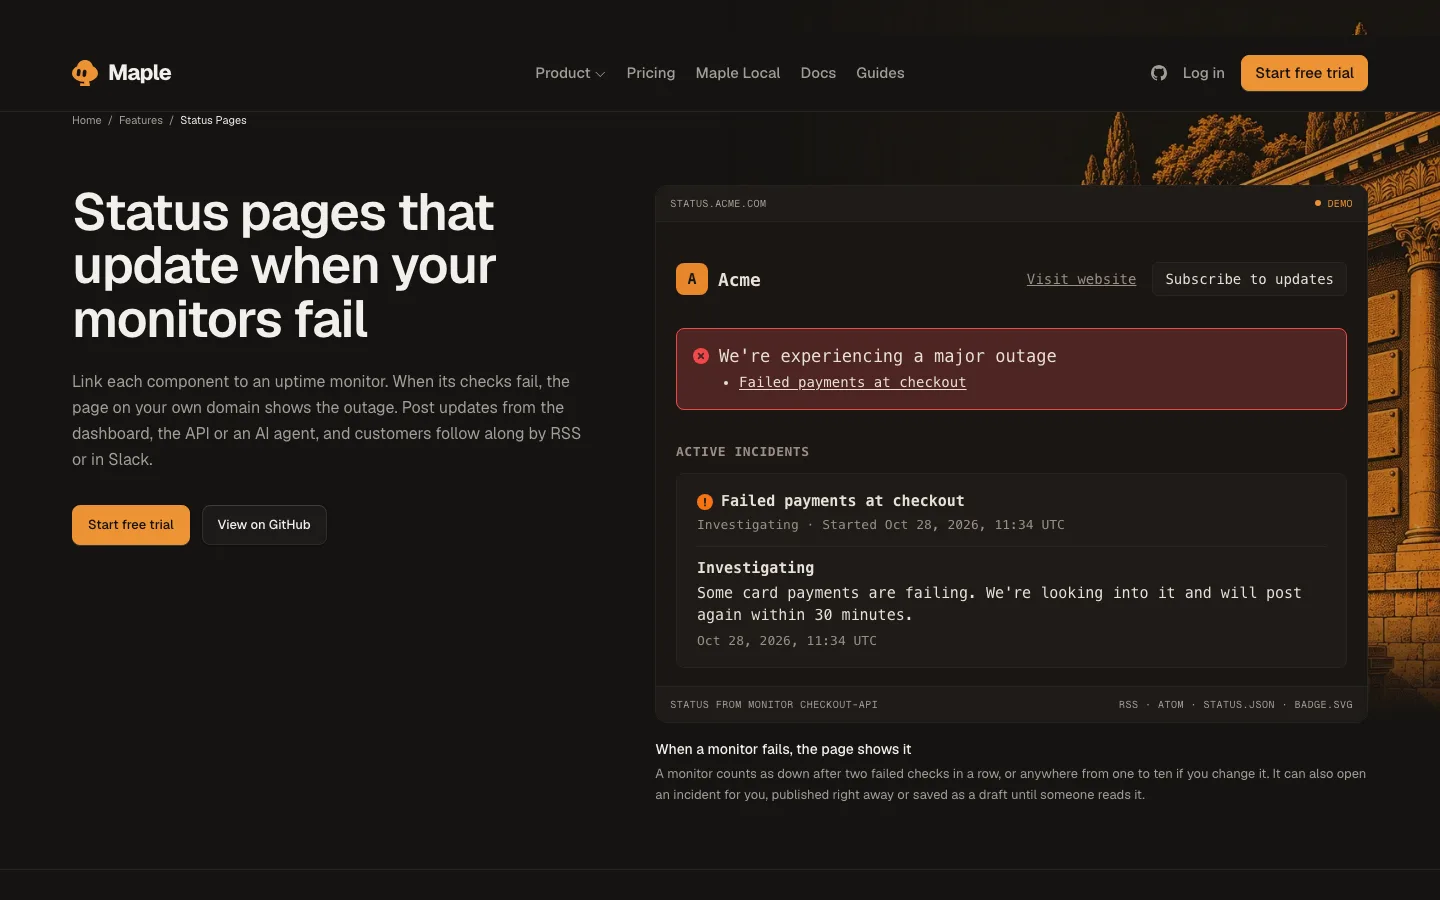 Maple
Product
Pricing
Maple Local
Docs
Guides
Log in
Start free trial
Home / Features / Status Pages
Status pages that
update when your
monitors fail
Link each component to an uptime monitor. When its checks fail, the
page on your own domain shows the outage. Post updates from the
dashboard, the API or an AI agent, and customers follow along by RSS
or in Slack.
Start free trial
View on GitHub
STATUS.ACME.COM
DEMO
A
Acme
Visit website
Subscribe to updates
We're experiencing a major outage
• Failed payments at checkout
ACTIVE INCIDENTS
Failed payments at checkout
Investigating · Started Oct 28, 2026, 11:34 UTC
Investigating
Some card payments are failing. We're looking into it and will post
again within 30 minutes.
Oct 28, 2026, 11:34 UTC
STATUS FROM MONITOR CHECKOUT-API
RSS · ATOM · STATUS.JSON · BADGE.SVG
When a monitor fails, the page shows it
A monitor counts as down after two failed checks in a row, or anywhere from one to ten if you change it. It can also open
an incident for you, published right away or saved as a draft until someone reads it.